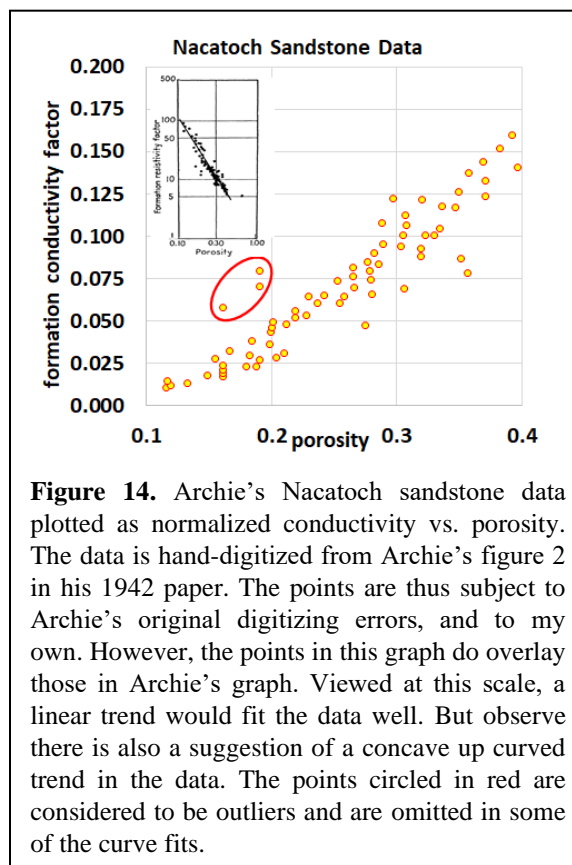 Nacatoch Sandstone Data
0.200
0.175
0.150
0.125
0.100
0.075
0.050
0.025
0.000
formation conductivity factor
0.1
0.2
0.3
0.4
porosity
500
100
50
10
5
1
Formation resistivity factor
0.10
0.30
1.00
Porosity
Figure 14. Archie's Nacatoch sandstone data
plotted as normalized conductivity vs. porosity.
The data is hand-digitized from Archie's figure 2
in his 1942 paper. The points are thus subject to
Archie's original digitizing errors, and to my
own. However, the points in this graph do overlay
those in Archie's graph. Viewed at this scale, a
linear trend would fit the data well. But observe
there is also a suggestion of a concave up curved
trend in the data. The points circled in red are
considered to be outliers and are omitted in some
of the curve fits.